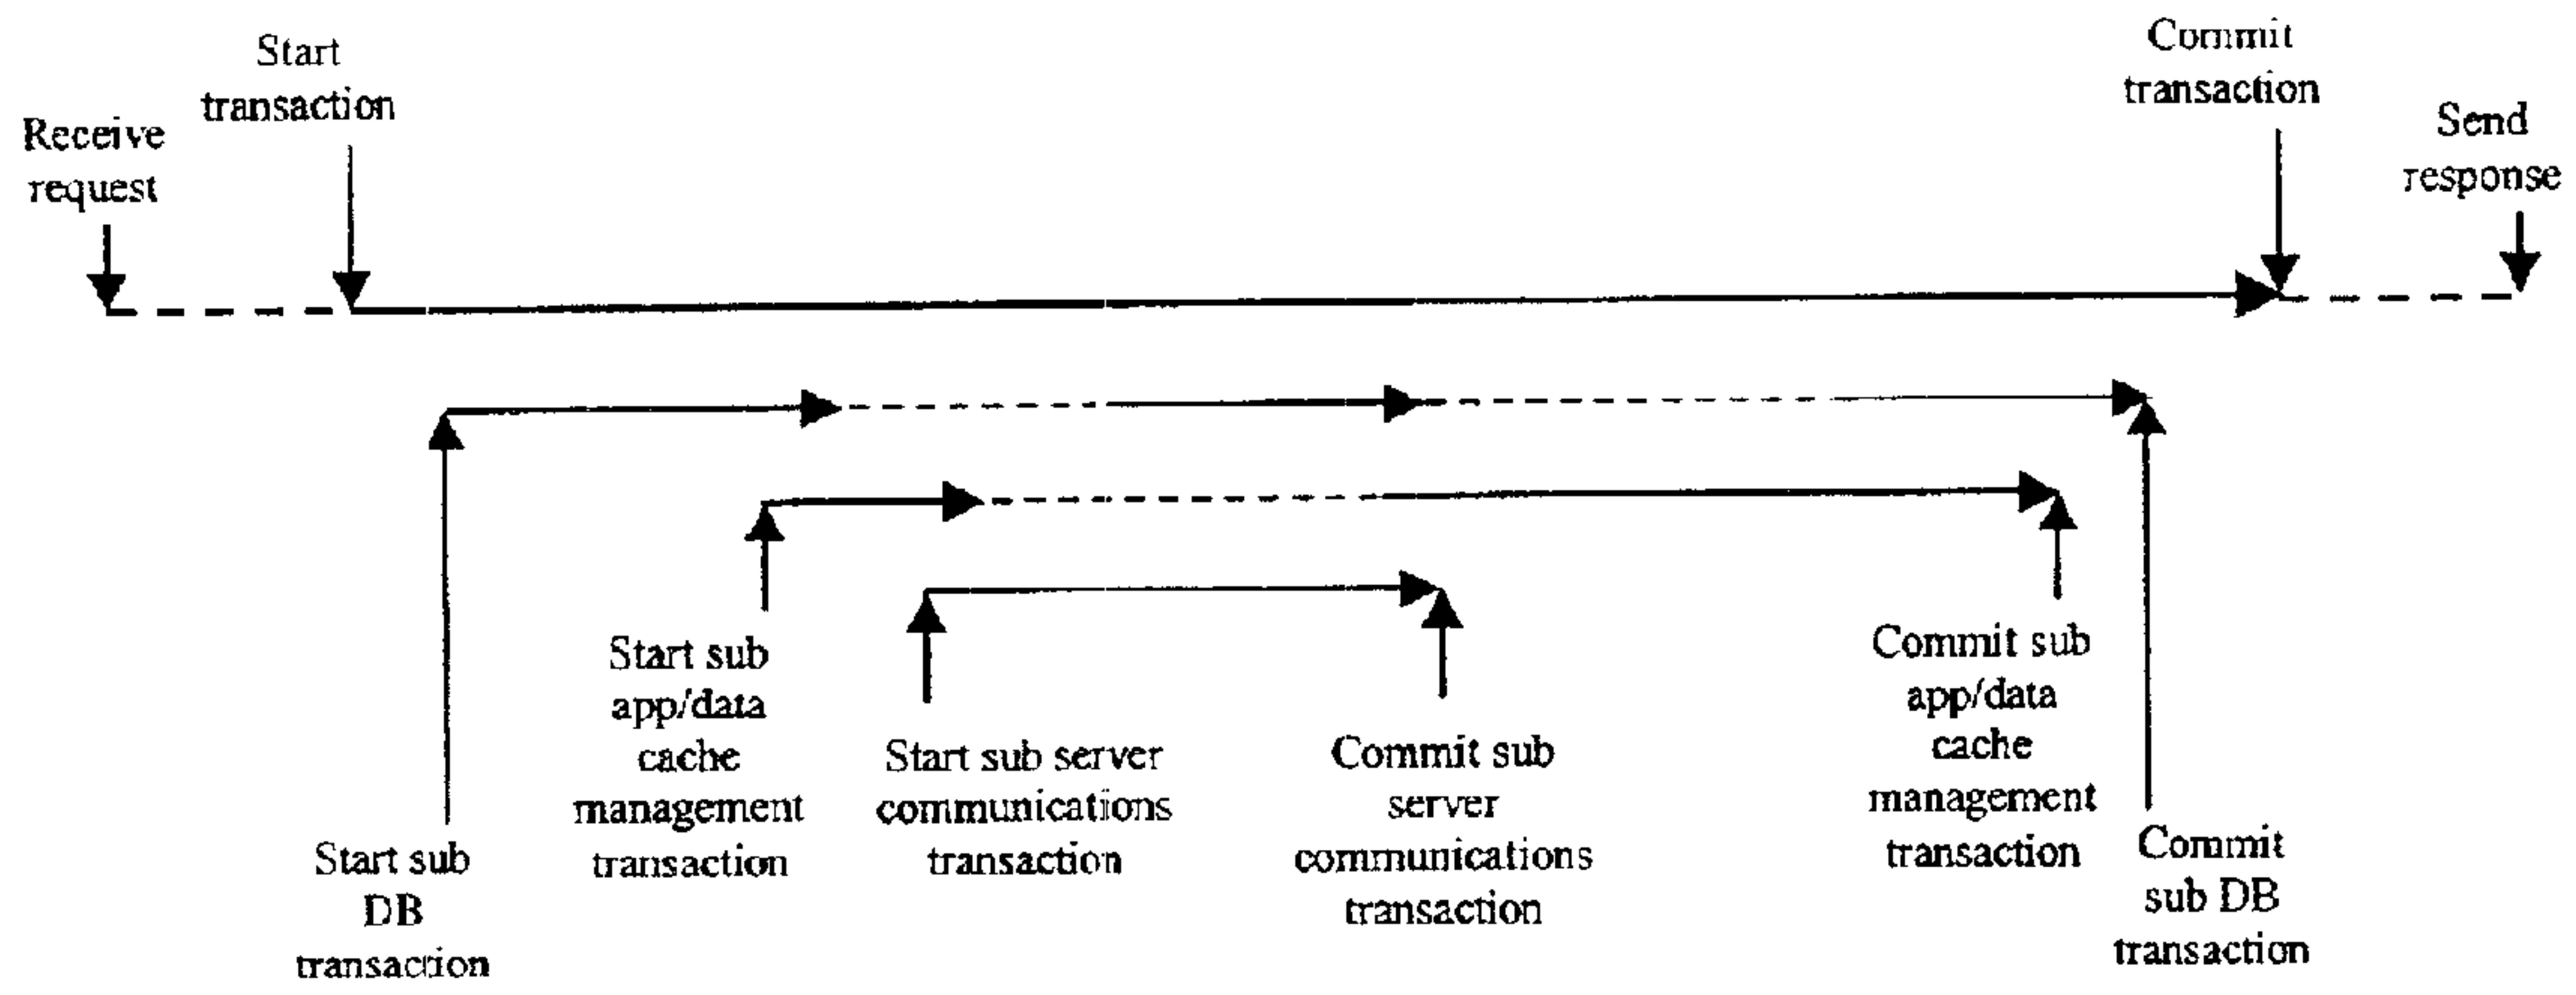 Start
transaction
Commit
transaction
Receive
request
Send
response
Start sub
DB
transaction
Start sub
app/data
cache
management
transaction
Start sub server
communications
transaction
Commit sub
server
communications
transaction
Commit sub
app/data
cache
management
transaction
Commit
sub DB
transaction